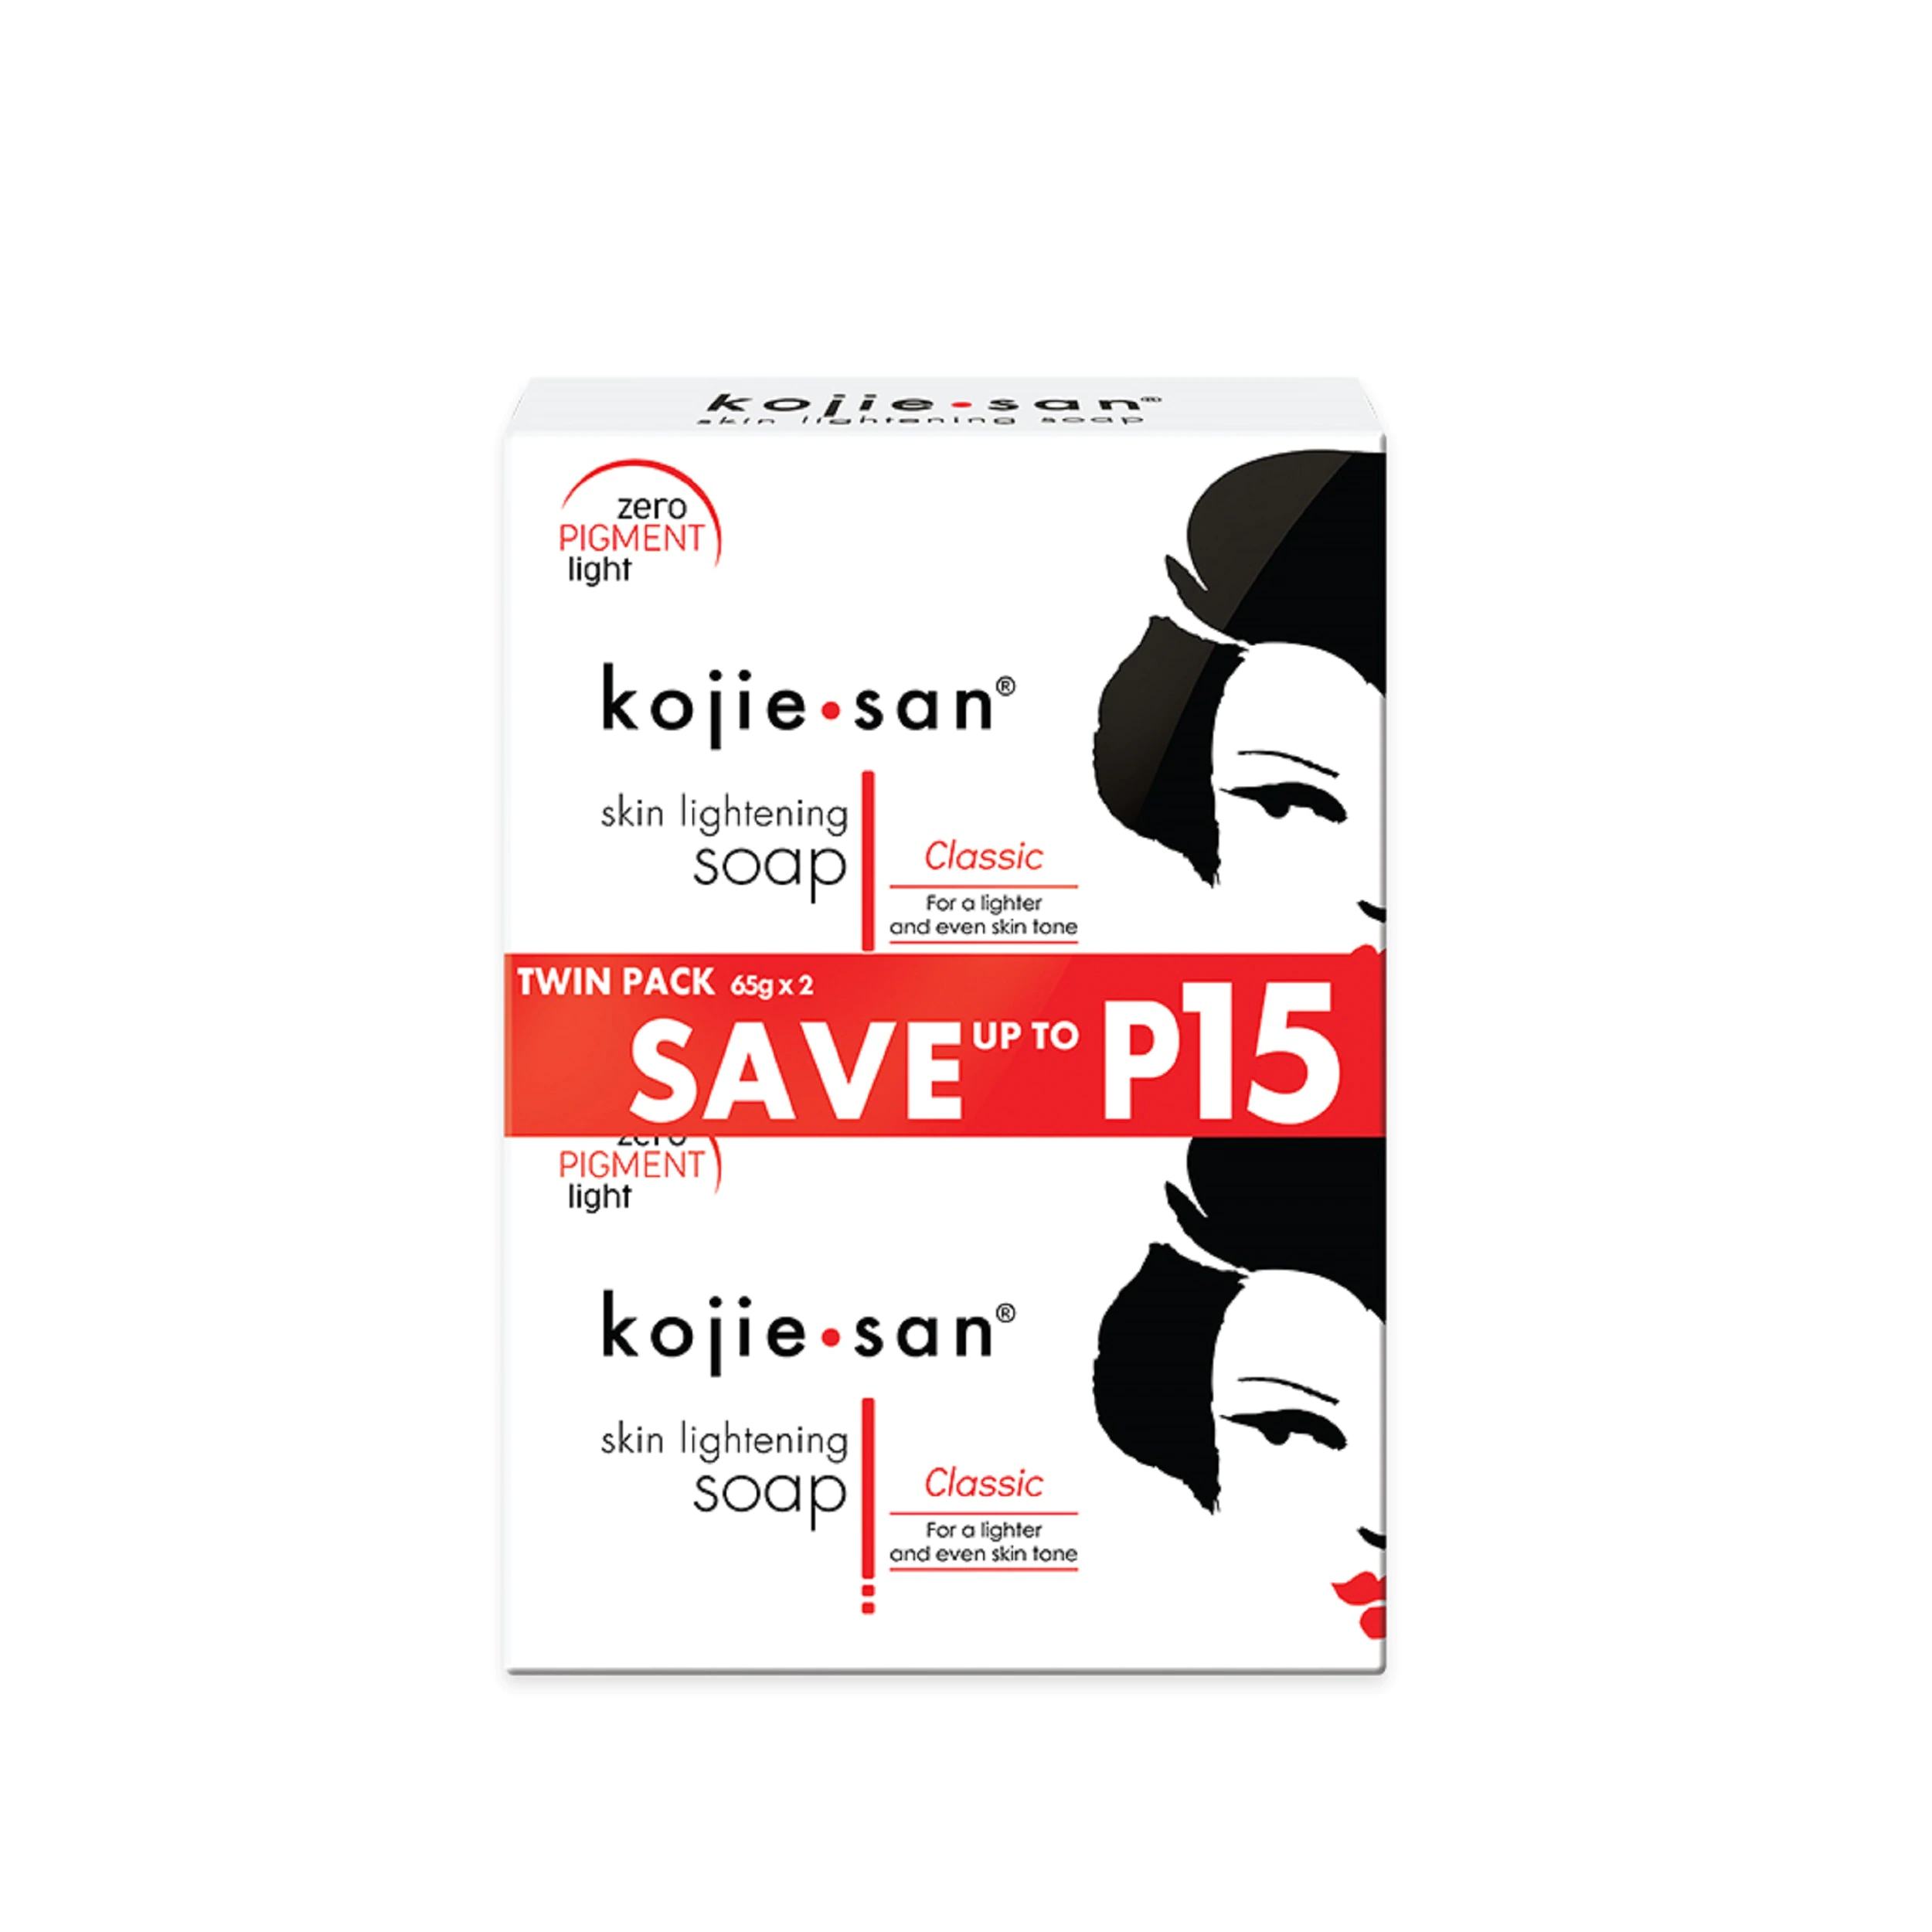 kojie•san®
skin lightening soap
zero
PIGMENT
light
kojie•san®
skin lightening
soap
Classic
For a lighter
and even skin tone
TWIN PACK 65g x 2
SAVE UP TO P15
zero
PIGMENT
light
kojie•san®
skin lightening
soap
Classic
For a lighter
and even skin tone